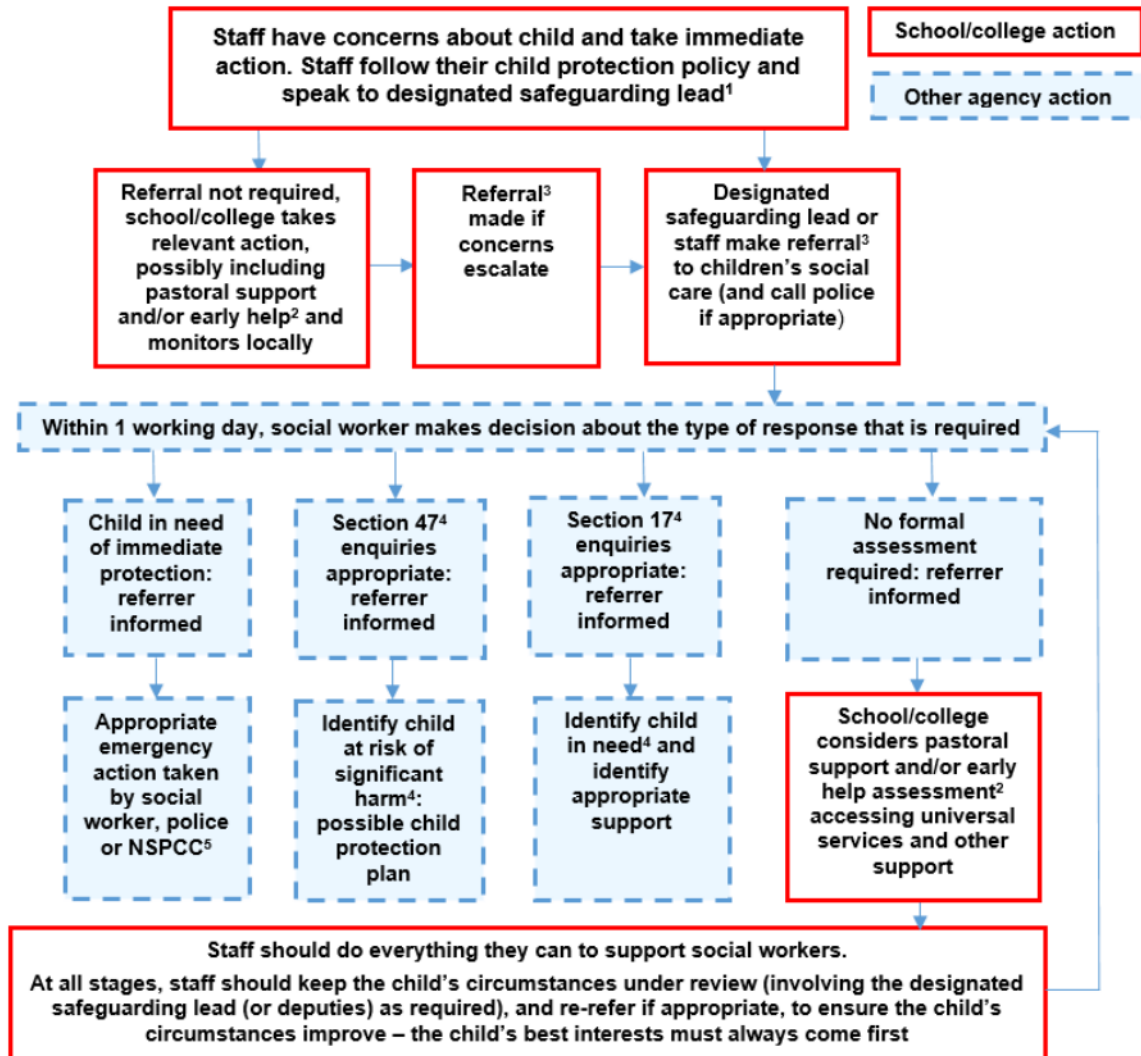 Staff have concerns about child and take immediate
action. Staff follow their child protection policy and
speak to designated safeguarding lead¹
School/college action
Other agency action
Referral not required,
school/college takes
relevant action,
possibly including
pastoral support
and/or early help² and
monitors locally
Referral³
made if
concerns
escalate
Designated
safeguarding lead or
staff make referral³
to children’s social
care (and call police
if appropriate)
Within 1 working day, social worker makes decision about the type of response that is required
Child in need
of immediate
protection:
referrer
informed
Section 47⁴
enquiries
appropriate:
referrer
informed
Section 17⁴
enquiries
appropriate:
referrer
informed
No formal
assessment
required: referrer
informed
Appropriate
emergency
action taken
by social
worker, police
or NSPCC⁵
Identify child
at risk of
significant
harm⁴:
possible child
protection
plan
Identify child
in need⁴ and
identify
appropriate
support
School/college
considers pastoral
support and/or early
help assessment²
accessing universal
services and other
support
Staff should do everything they can to support social workers.
At all stages, staff should keep the child’s circumstances under review (involving the designated
safeguarding lead (or deputies) as required), and re-refer if appropriate, to ensure the child’s
circumstances improve – the child’s best interests must always come first